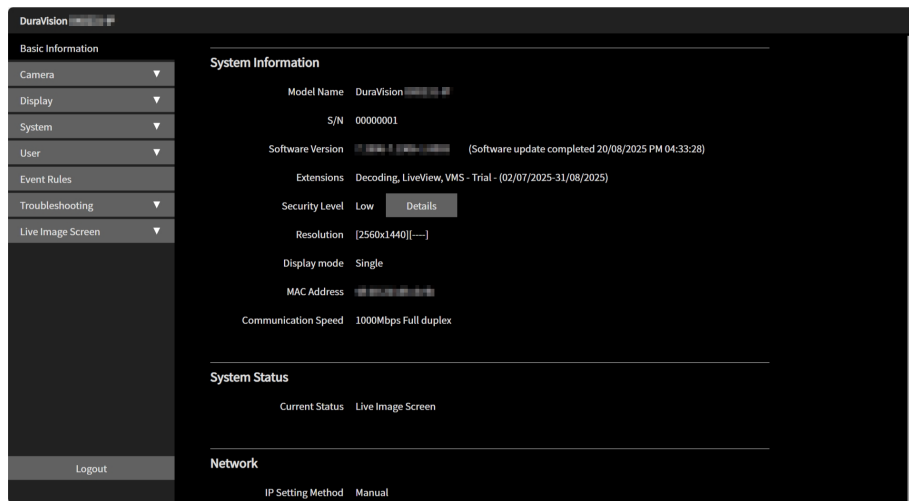 DuraVision
Basic Information
Camera ▼
Display ▼
System ▼
User ▼
Event Rules
Troubleshooting ▼
Live Image Screen ▼
Logout
System Information
Model Name DuraVision
S/N 00000001
Software Version (Software update completed 20/08/2025 PM 04:33:28)
Extensions Decoding, LiveView, VMS - Trial - (02/07/2025-31/08/2025)
Security Level Low Details
Resolution [2560x1440][----]
Display mode Single
MAC Address
Communication Speed 1000Mbps Full duplex
System Status
Current Status Live Image Screen
Network
IP Setting Method Manual